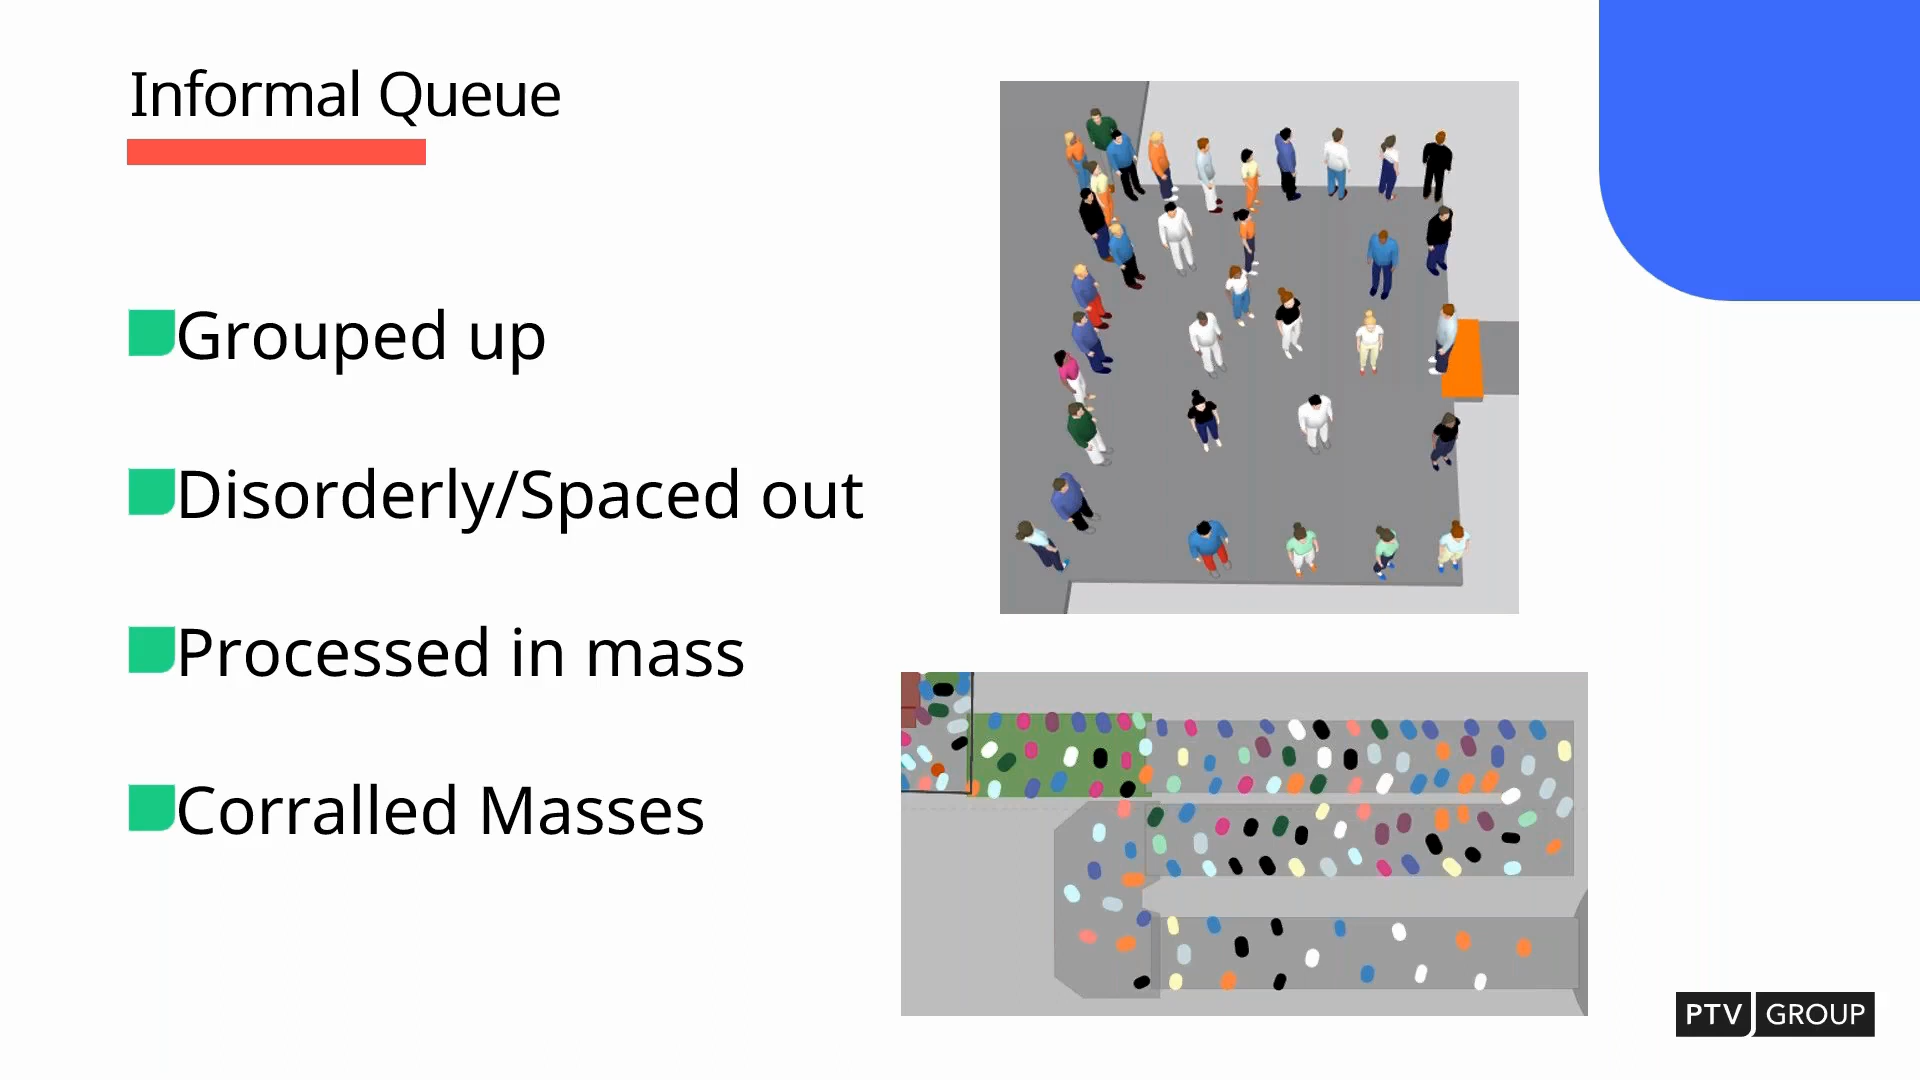 Informal Queue
Grouped up
Disorderly/Spaced out
Processed in mass
Corralled Masses
PTV GROUP